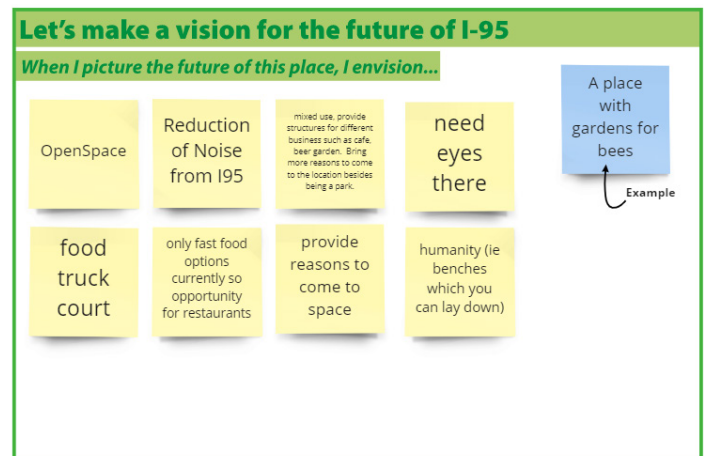 Let's make a vision for the future of I-95
When I picture the future of this place, I envision...
OpenSpace
Reduction
of Noise
from I95
mixed use, provide
structures for different
business such as cafe,
beer garden. Bring
more reasons to come
to the location besides
being a park.
need
eyes
there
A place
with
gardens for
bees
Example
food
truck
court
only fast food
options
currently so
opportunity
for restaurants
provide
reasons to
come to
space
humanity (ie
benches
which you
can lay down)